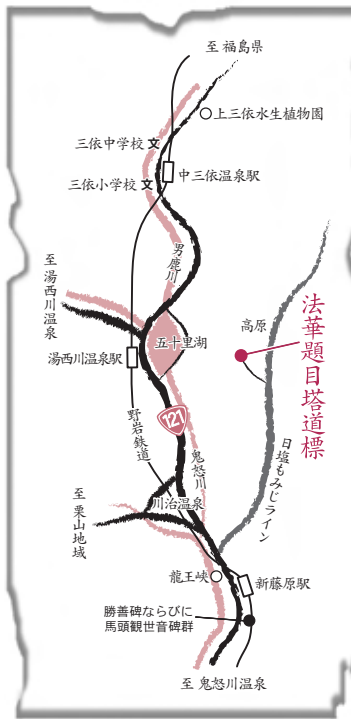 至 福島県
上三依水生植物園
三依中学校
文
中三依温泉駅
三依小学校
文
男鹿川
至 湯西川温泉
五十里湖
高原
法華題目塔道標
湯西川温泉駅
121
野岩鉄道
鬼怒川
日塩もみじライン
川治温泉
至 栗山地域
龍王峡
新藤原駅
勝善碑ならびに
馬頭観世音碑群
至 鬼怒川温泉